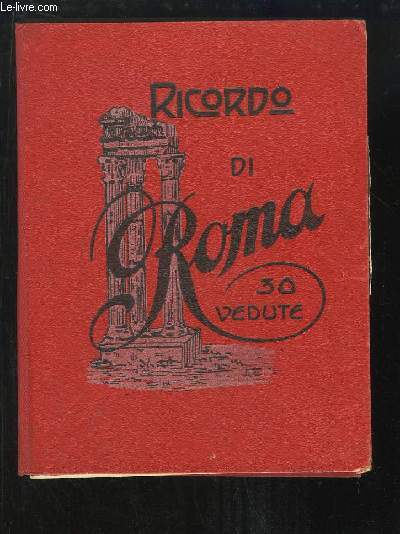 Le-livre.com
RICORDO
DI
Roma
30
VEDUTE